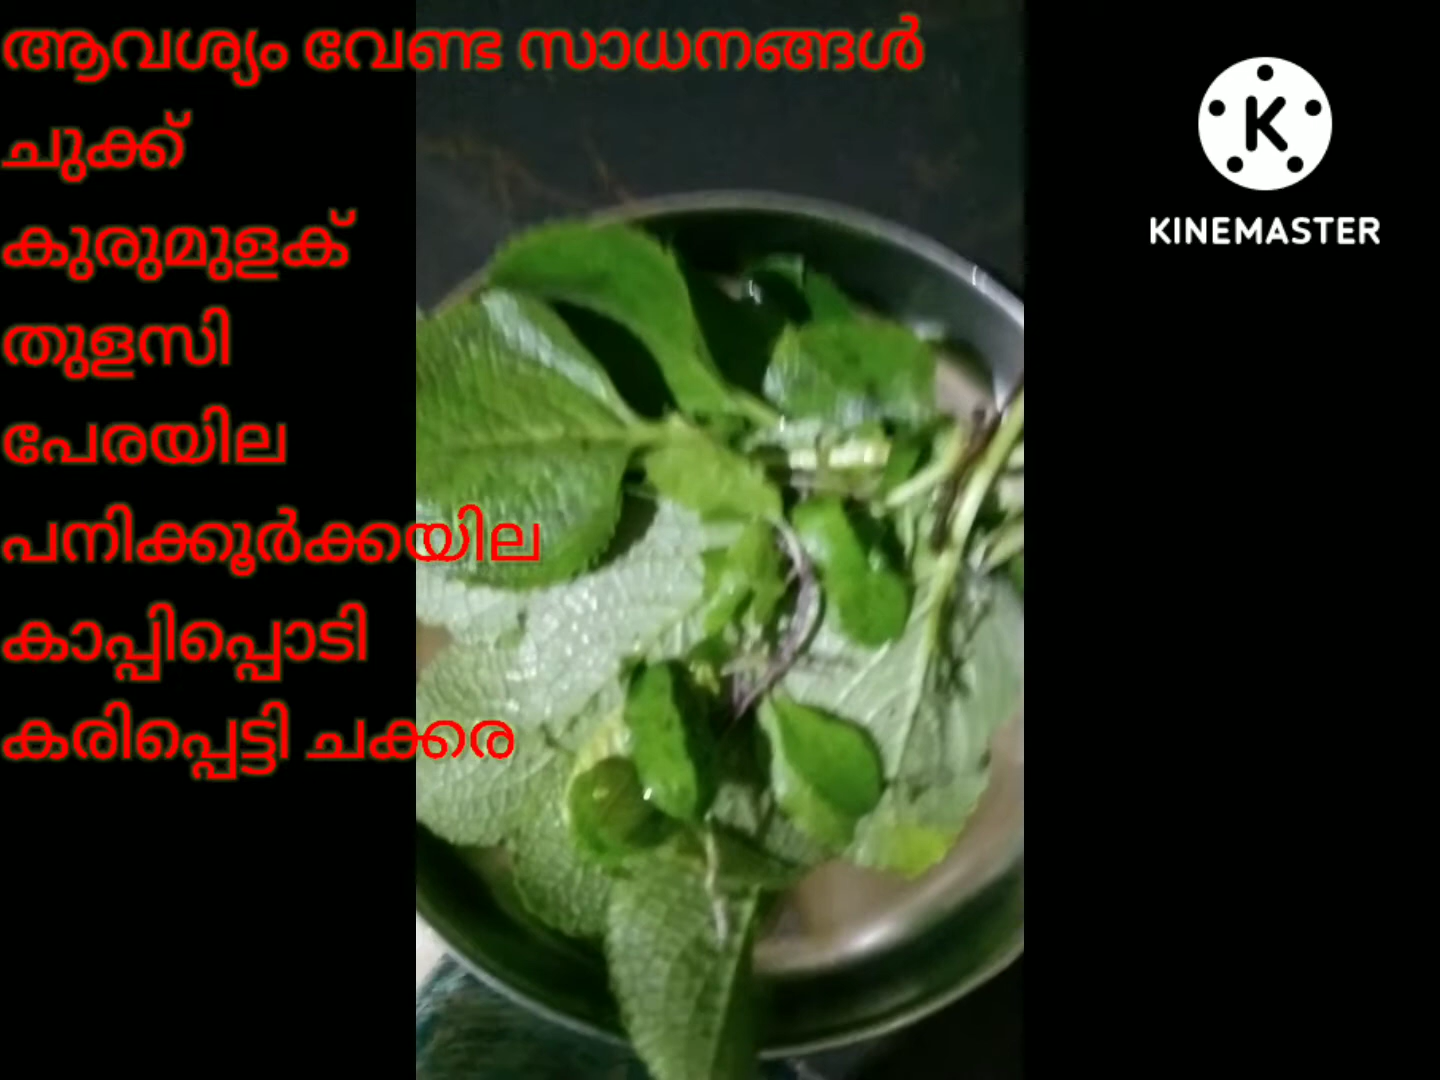 ആവശ്യം വേണ്ട സാധനങ്ങൾ
ചുക്ക്
കുരുമുളക്
തുളസി
പേരയില
പനിക്കൂർക്കയില
കാപ്പിപ്പൊടി
കരിപ്പെട്ടി ചക്കര
K
KINEMASTER